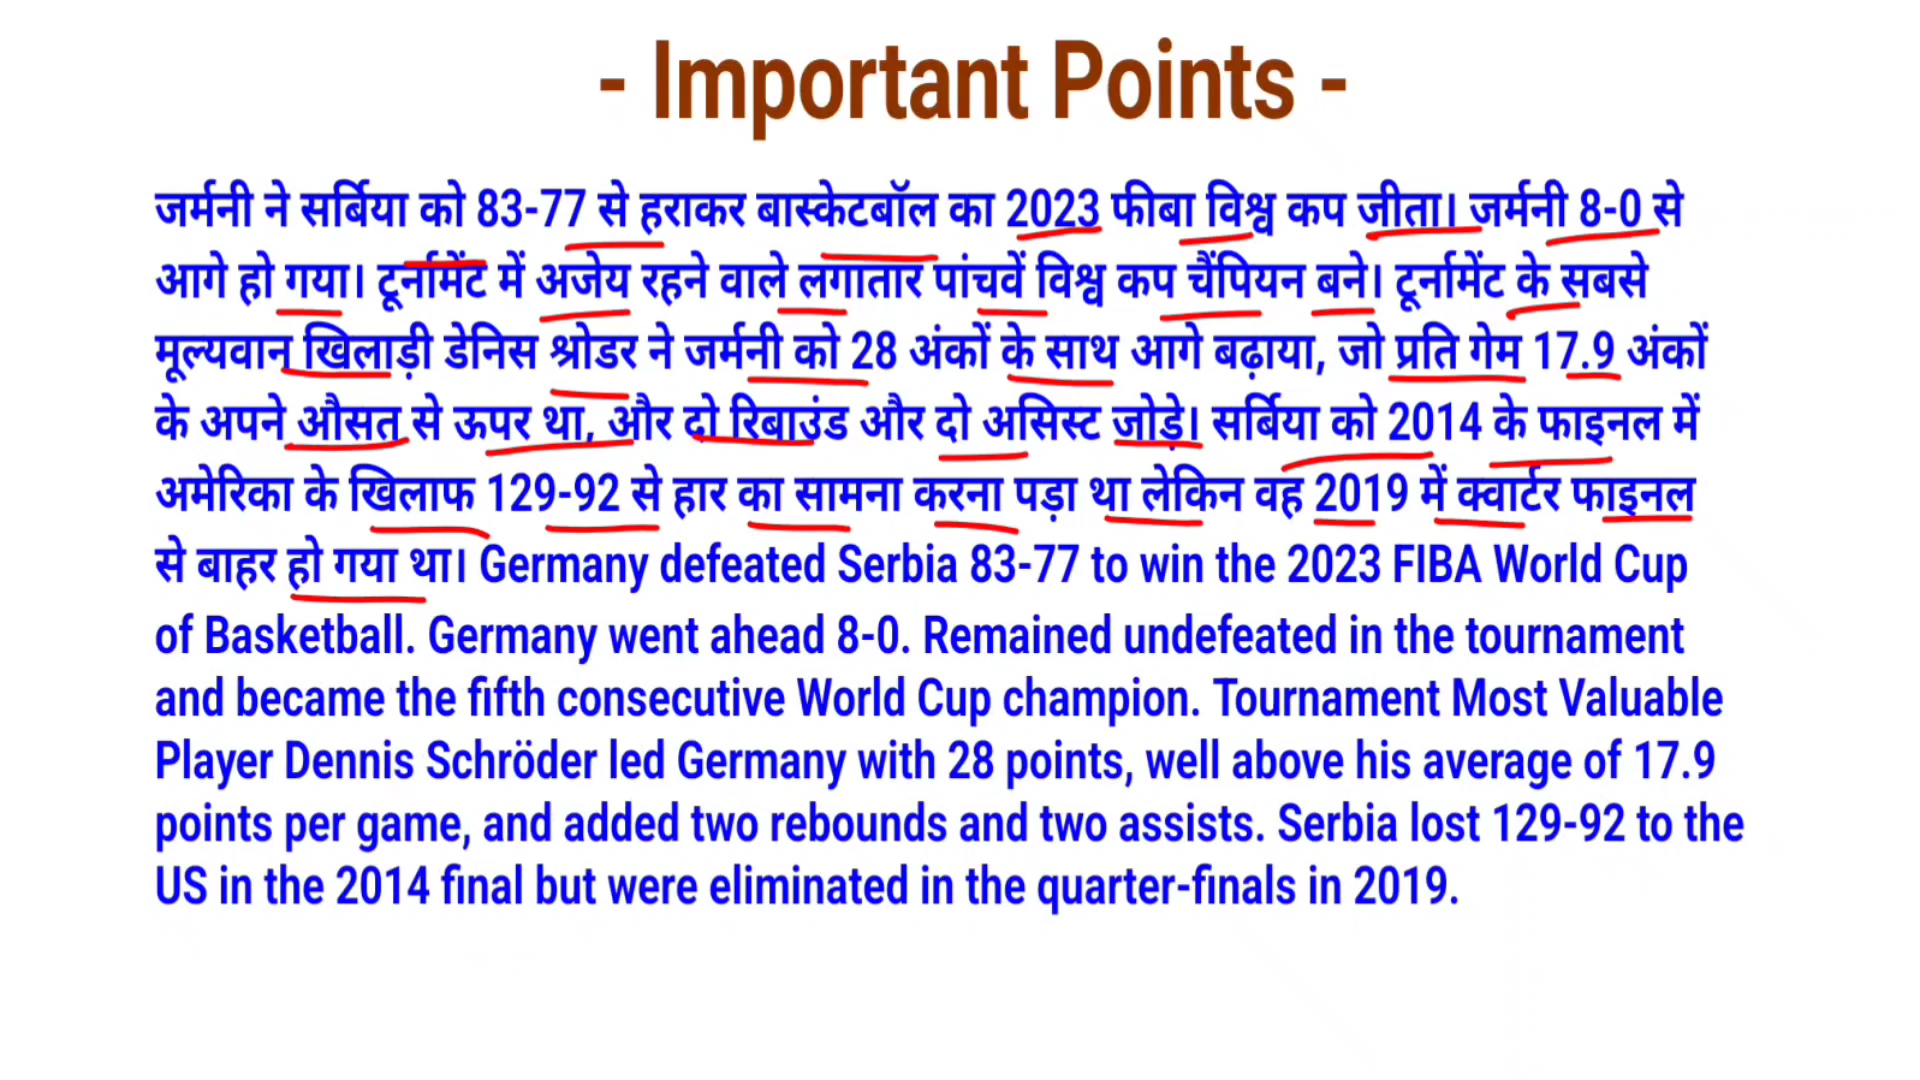 - Important Points -
जर्मनी ने सर्बिया को 83-77 से हराकर बास्केटबॉल का 2023 फीबा विश्व कप जीता। जर्मनी 8-0 से
आगे हो गया। टूर्नामेंट में अजेय रहने वाले लगातार पांचवें विश्व कप चैंपियन बने। टूर्नामेंट के सबसे
मूल्यवान खिलाड़ी डेनिस श्रोडर ने जर्मनी को 28 अंकों के साथ आगे बढ़ाया, जो प्रति गेम 17.9 अंकों
के अपने औसत से ऊपर था, और दो रिबाउंड और दो असिस्ट जोड़े। सर्बिया को 2014 के फाइनल में
अमेरिका के खिलाफ 129-92 से हार का सामना करना पड़ा था लेकिन वह 2019 में क्वार्टर फाइनल
से बाहर हो गया था। Germany defeated Serbia 83-77 to win the 2023 FIBA World Cup
of Basketball. Germany went ahead 8-0. Remained undefeated in the tournament
and became the fifth consecutive World Cup champion. Tournament Most Valuable
Player Dennis Schröder led Germany with 28 points, well above his average of 17.9
points per game, and added two rebounds and two assists. Serbia lost 129-92 to the
US in the 2014 final but were eliminated in the quarter-finals in 2019.